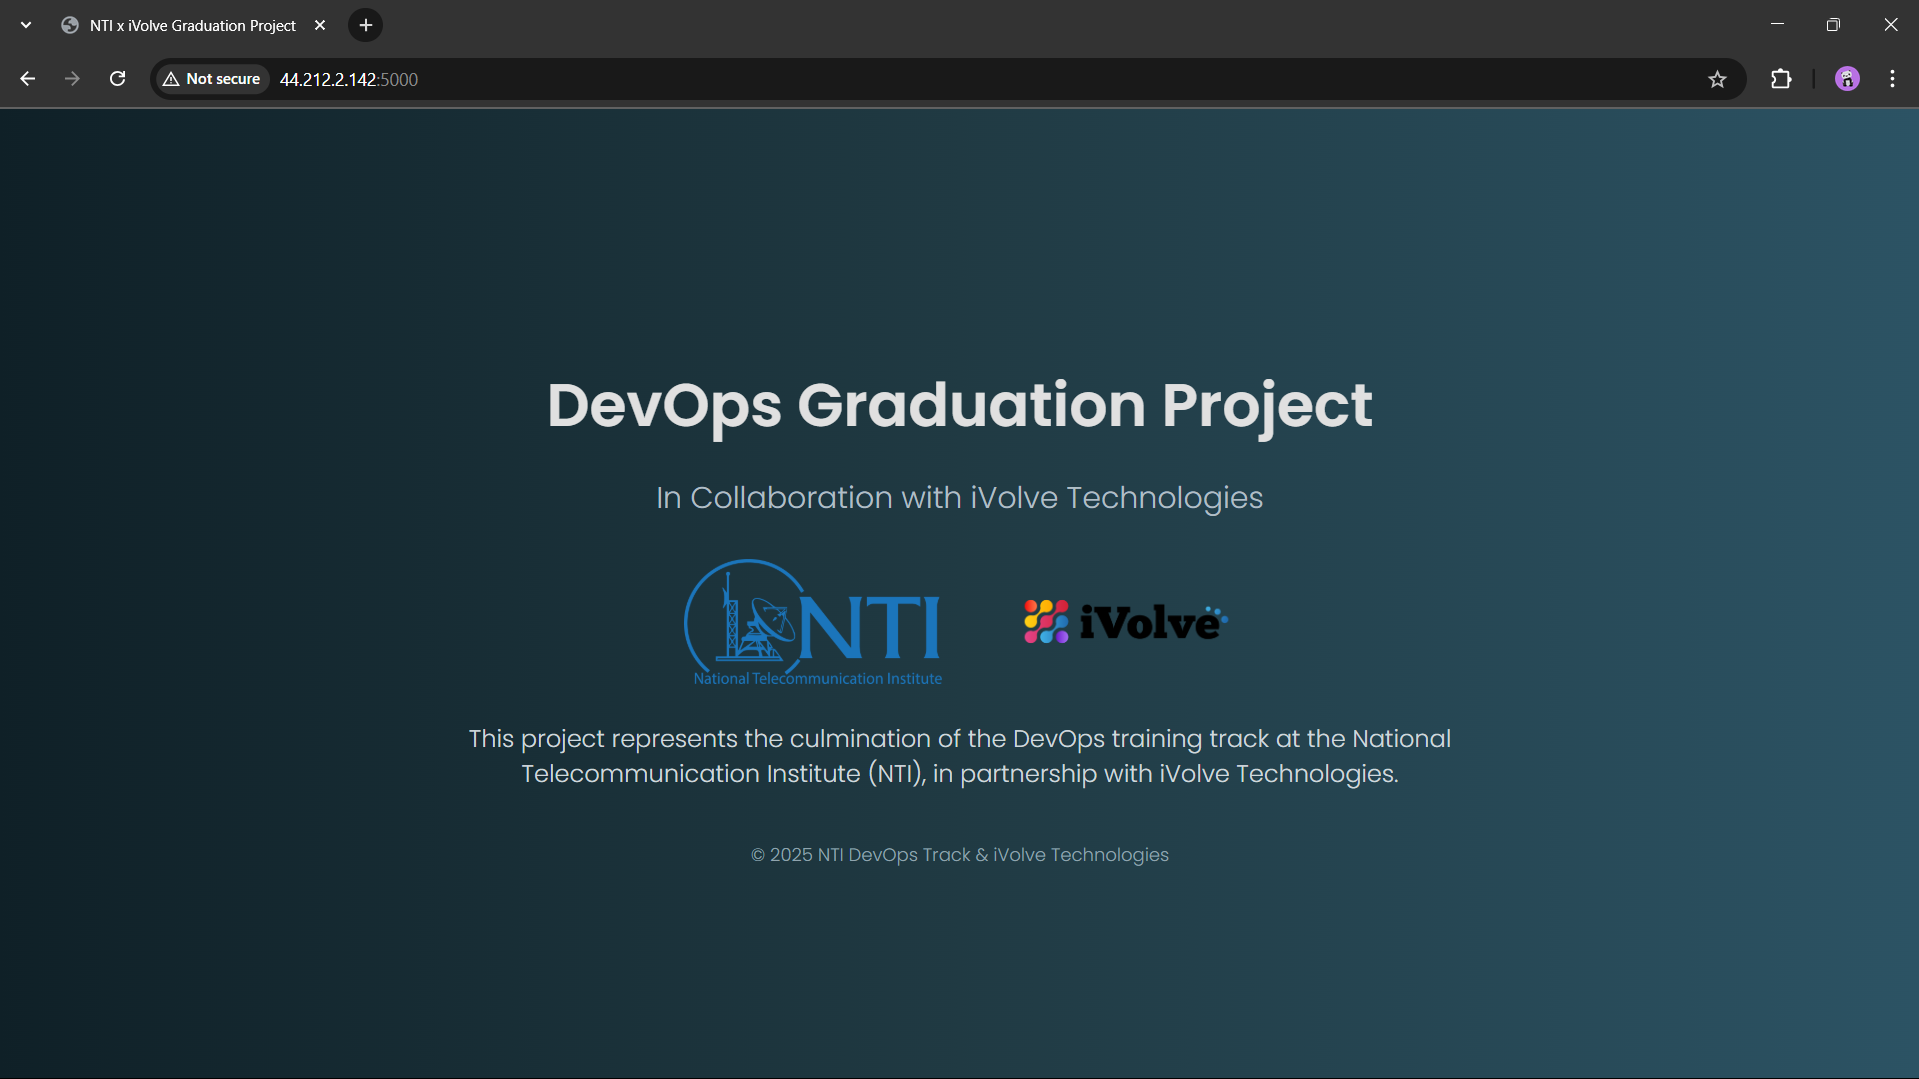 NTI x iVolve Graduation Project
Not secure
44.212.2.142:5000
DevOps Graduation Project
In Collaboration with iVolve Technologies
NTI
National Telecommunication Institute
iVolve
This project represents the culmination of the DevOps training track at the National
Telecommunication Institute (NTI), in partnership with iVolve Technologies.
© 2025 NTI DevOps Track & iVolve Technologies